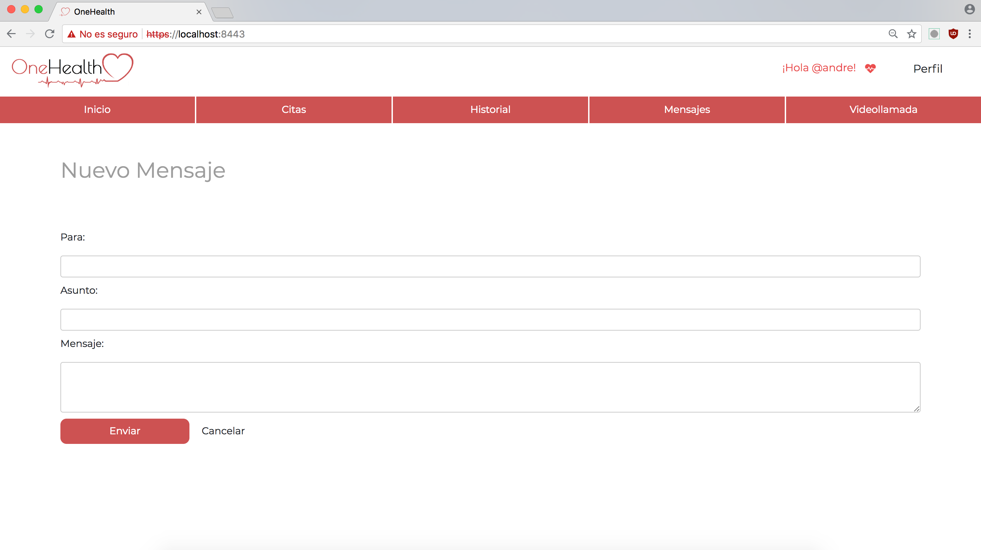 OneHealth
No es seguro https://localhost:8443
OneHealth ¡Hola @andre! Perfil
Inicio Citas Historial Mensajes Videollamada
Nuevo Mensaje
Para:
Asunto:
Mensaje:
Enviar Cancelar